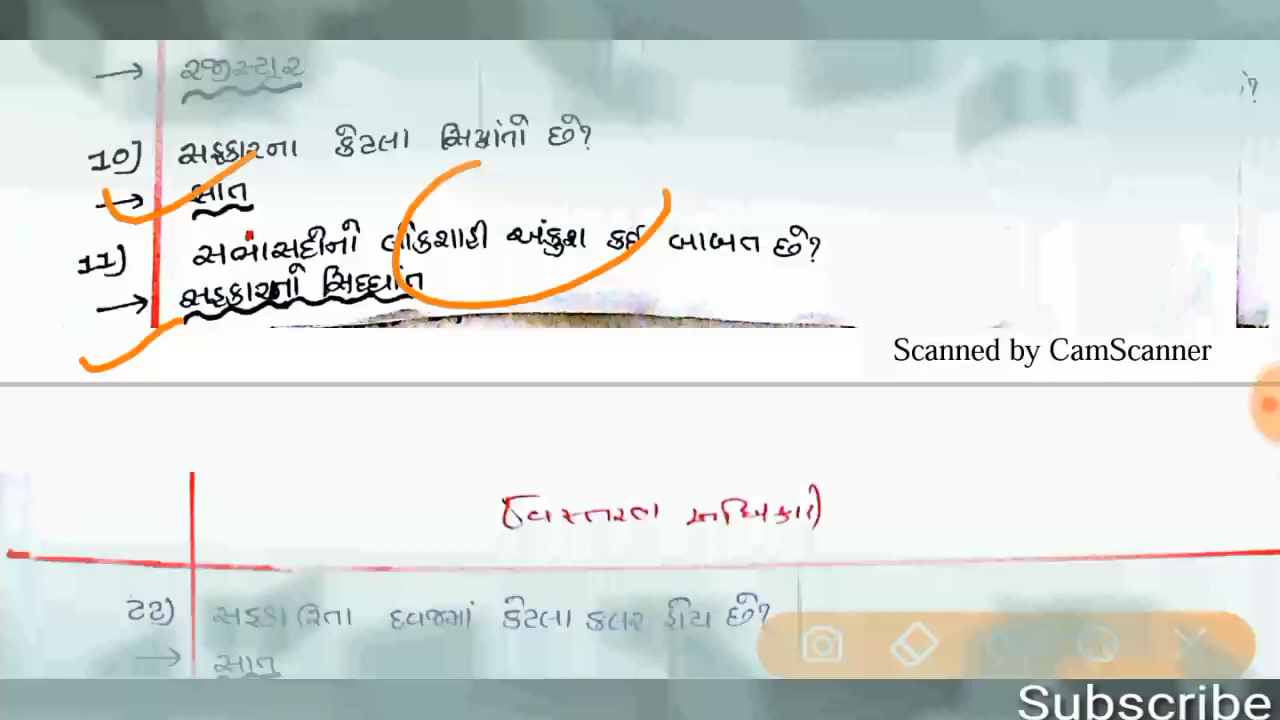 → રજીસ્ટ્રાર
10) સહકારના કેટલા સિધ્ધાંતો છે?
→ સાત
11) સભાસદોનો લોકશાહી અંકુશ કઈ બાબત છે?
→ સહકારનો સિધ્ધાંત
Scanned by CamScanner
(વિસ્તરણ અધિકારી)
22) સહકારિતા ધ્વજમાં કેટલા કલર હોય છે?
→ સાત
Subscribe